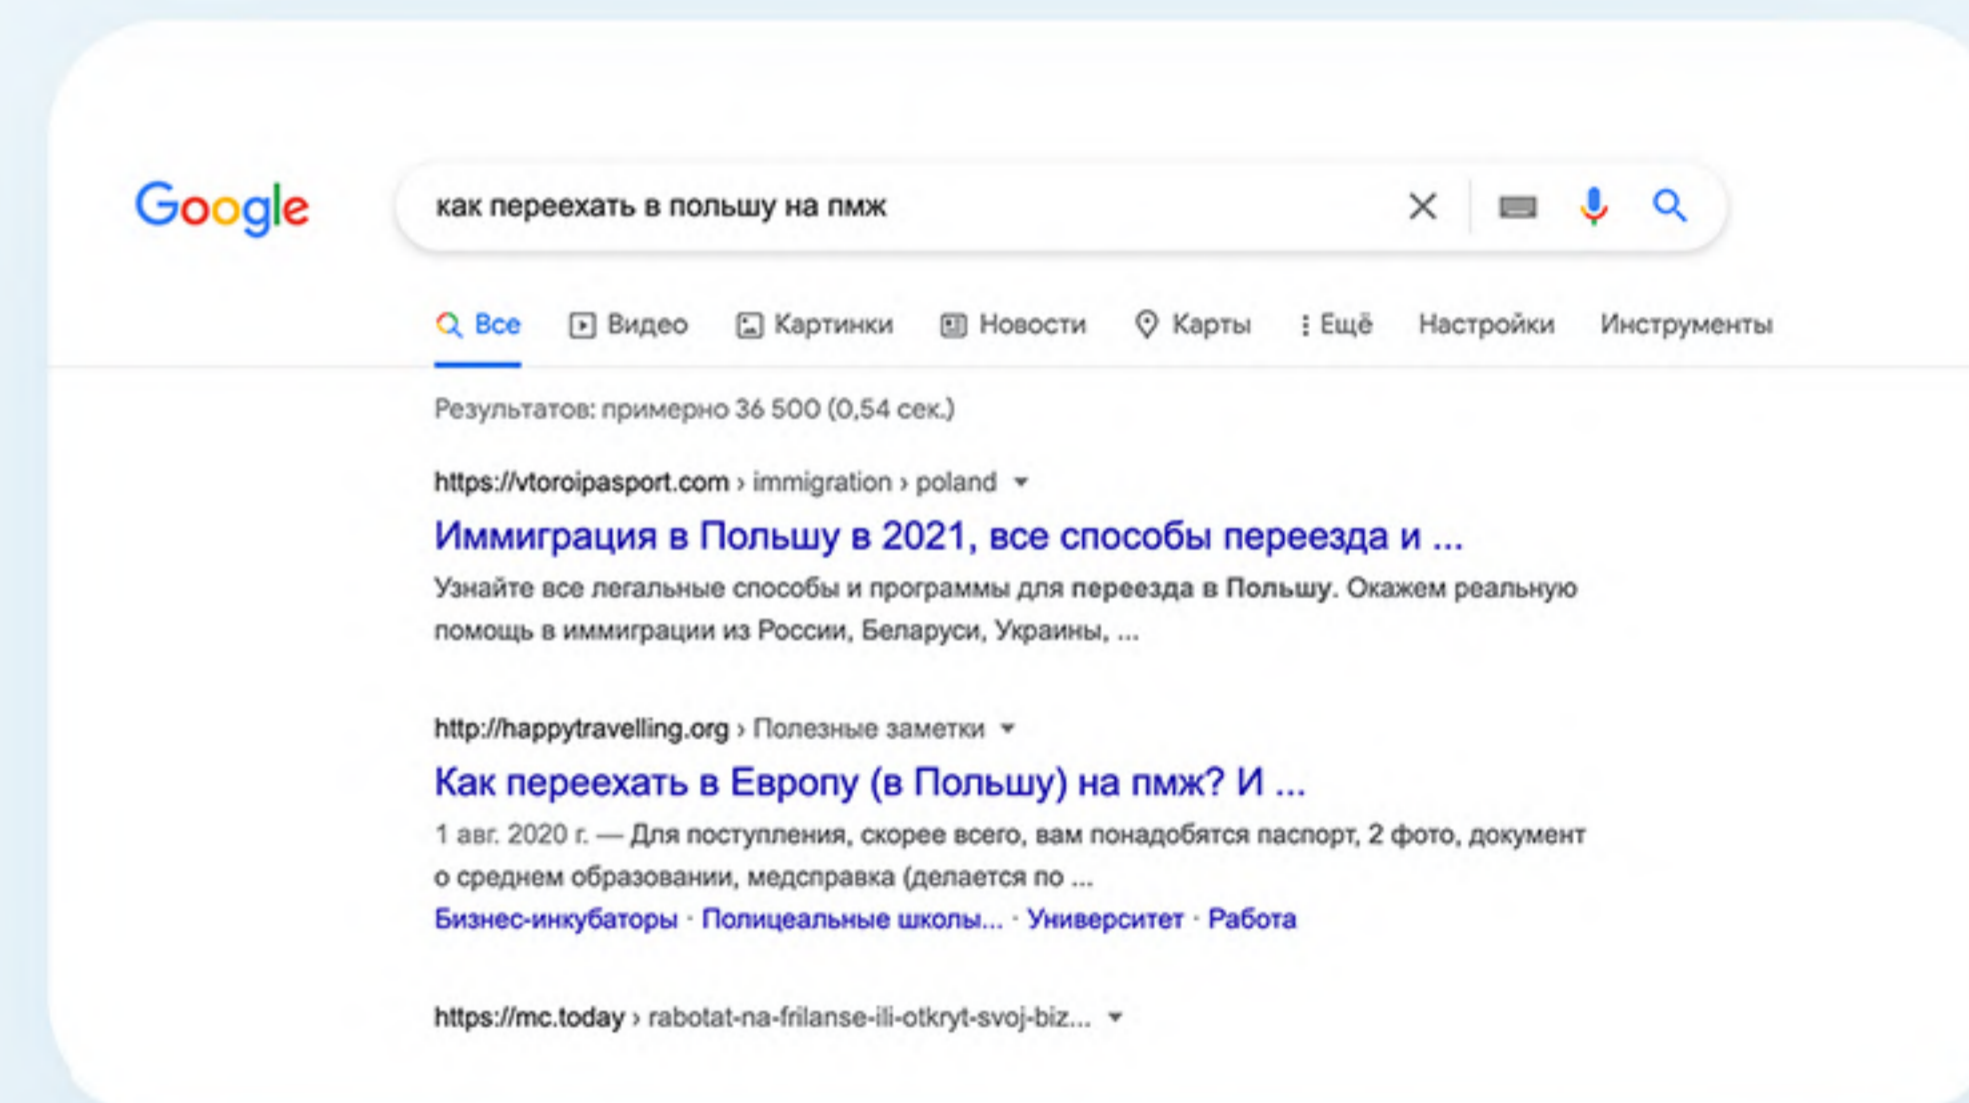 Google
как переехать в польшу на пмж
Все Видео Картинки Новости Карты Ещё Настройки Инструменты
Результатов: примерно 36 500 (0,54 сек.)
https://vtoroipasport.com › immigration › poland
Иммиграция в Польшу в 2021, все способы переезда и ...
Узнайте все легальные способы и программы для переезда в Польшу. Окажем реальную
помощь в иммиграции из России, Беларуси, Украины, ...
http://happytravelling.org › Полезные заметки
Как переехать в Европу (в Польшу) на пмж? И ...
1 авг. 2020 г. — Для поступления, скорее всего, вам понадобятся паспорт, 2 фото, документ
о среднем образовании, медсправка (делается по ...
Бизнес-инкубаторы · Полицеальные школы... · Университет · Работа
https://mc.today › rabotat-na-frilanse-ili-otkryt-svoj-biz...